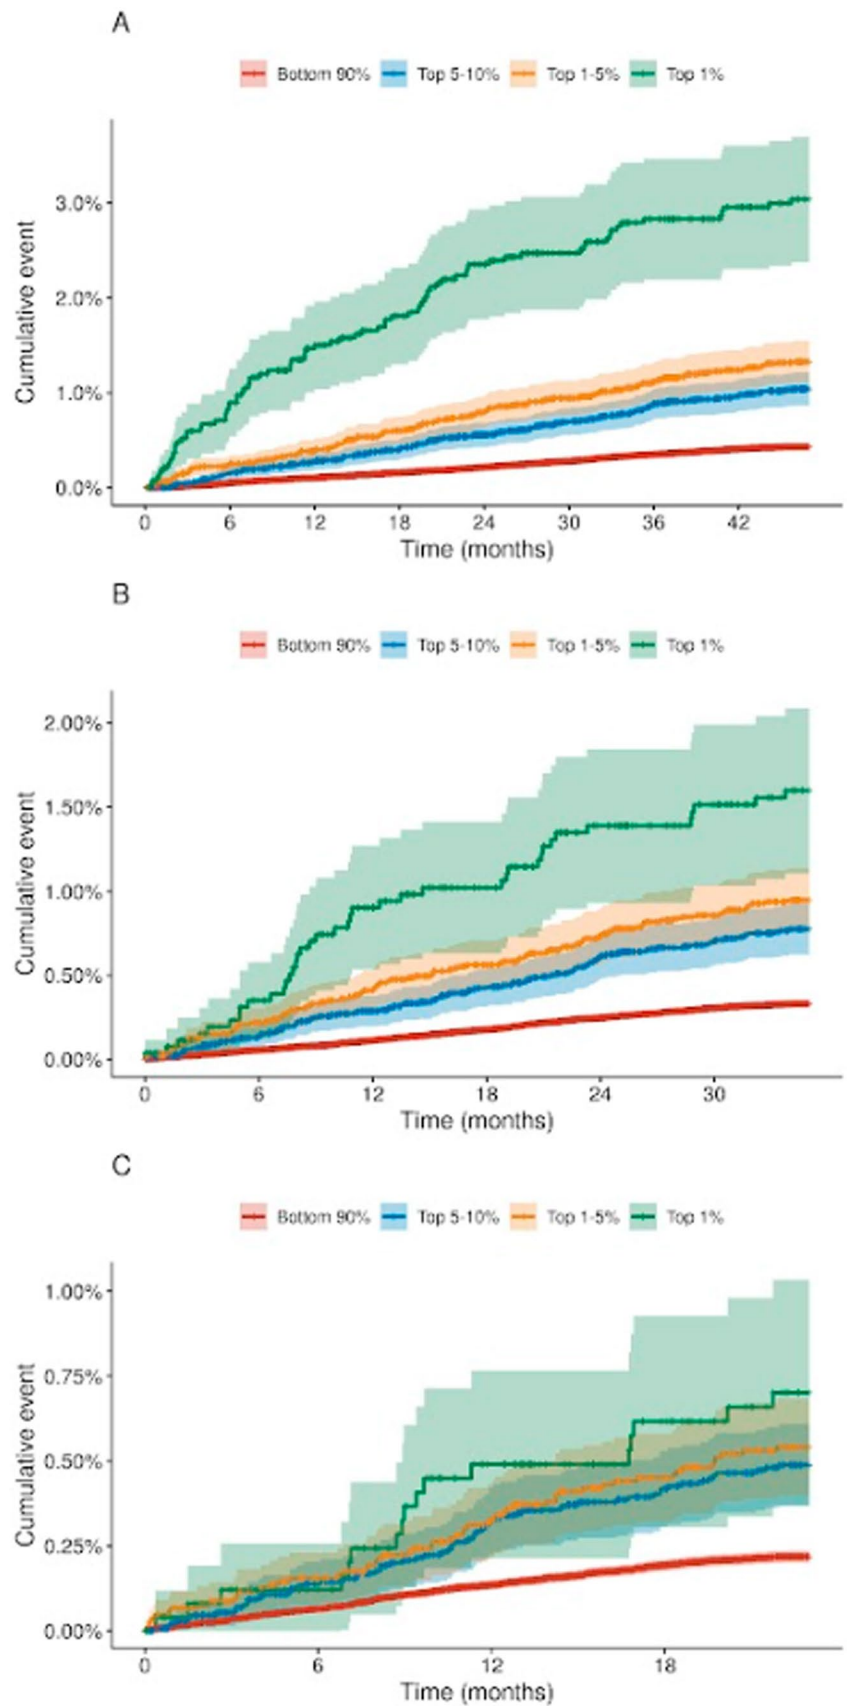 A
Bottom 90% Top 5-10% Top 1-5% Top 1%
Cumulative event
3.0%
2.0%
1.0%
0.0%
0 6 12 18 24 30 36 42
Time (months)
B
Bottom 90% Top 5-10% Top 1-5% Top 1%
Cumulative event
2.00%
1.50%
1.00%
0.50%
0.00%
0 6 12 18 24 30
Time (months)
C
Bottom 90% Top 5-10% Top 1-5% Top 1%
Cumulative event
1.00%
0.75%
0.50%
0.25%
0.00%
0 6 12 18
Time (months)